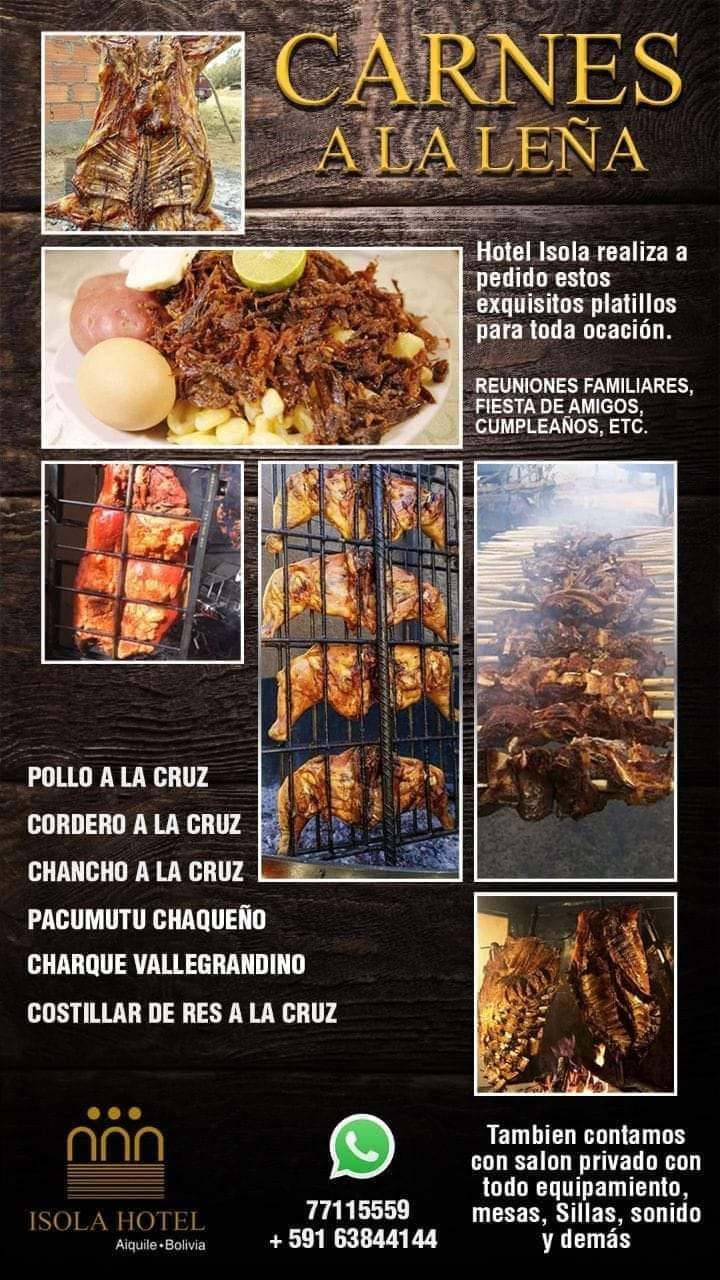 CARNES
A LA LEÑA
Hotel Isola realiza a
pedido estos
exquisitos platillos
para toda ocación.
REUNIONES FAMILIARES,
FIESTA DE AMIGOS,
CUMPLEAÑOS, ETC.
POLLO A LA CRUZ
CORDERO A LA CRUZ
CHANCHO A LA CRUZ
PACUMUTU CHAQUEÑO
CHARQUE VALLEGRANDINO
COSTILLAR DE RES A LA CRUZ
ISOLA HOTEL
Aiquile•Bolivia
77115559
+ 591 63844144
Tambien contamos
con salon privado con
todo equipamiento,
mesas, Sillas, sonido
y demás